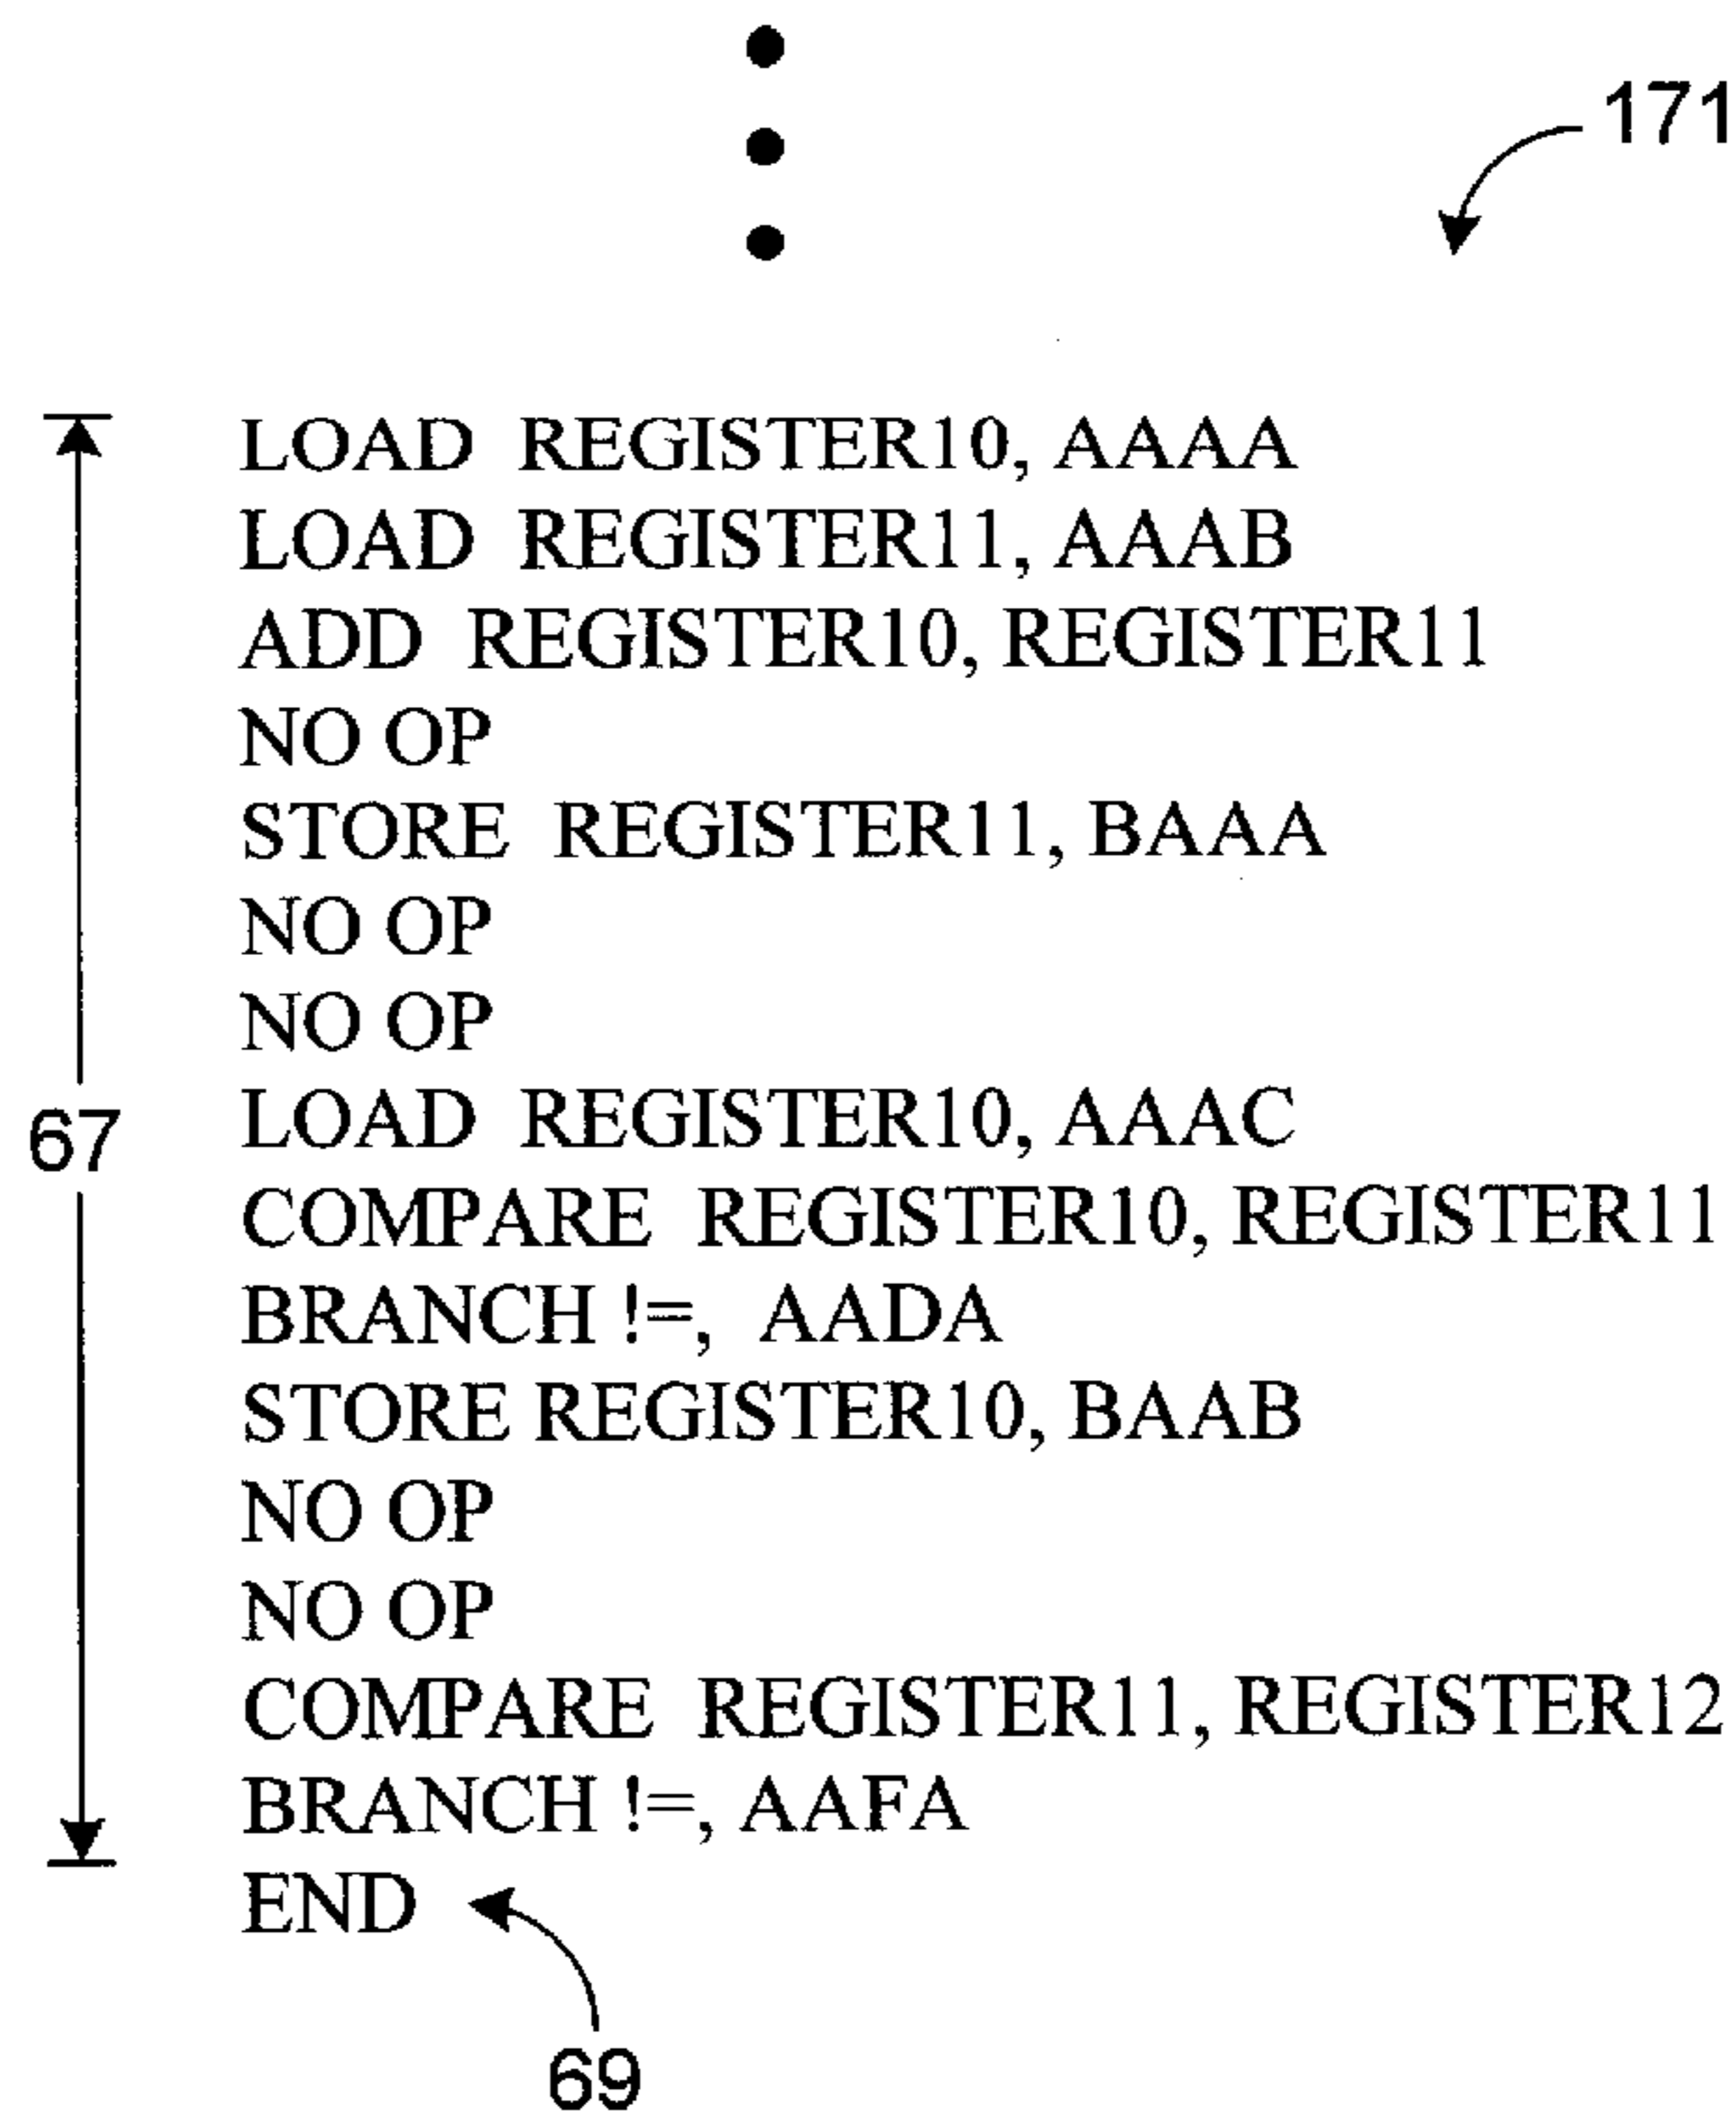 171
LOAD REGISTER10, AAAA
LOAD REGISTER11, AAAB
ADD REGISTER10, REGISTER11
NO OP
STORE REGISTER11, BAAA
NO OP
NO OP
67
LOAD REGISTER10, AAAC
COMPARE REGISTER10, REGISTER11
BRANCH !=, AADA
STORE REGISTER10, BAAB
NO OP
NO OP
COMPARE REGISTER11, REGISTER12
BRANCH !=, AAFA
END
69